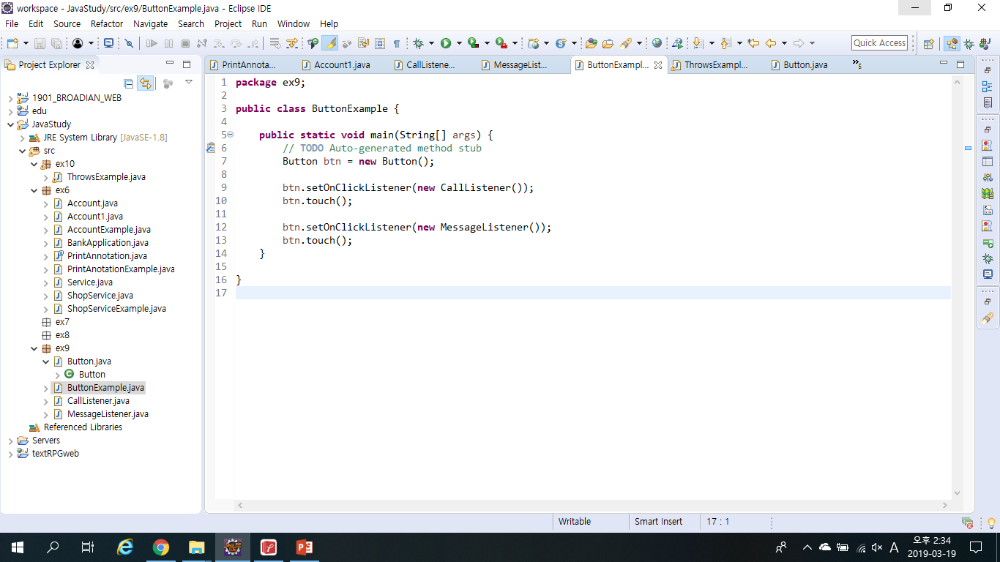 workspace - JavaStudy/src/ex9/ButtonExample.java - Eclipse IDE
File Edit Source Refactor Navigate Search Project Run Window Help
Quick Access
Project Explorer
1901_BROADIAN_WEB
edu
JavaStudy
JRE System Library [JavaSE-1.8]
src
ex10
ThrowsExample.java
ex6
Account.java
Account1.java
AccountExample.java
BankApplication.java
PrintAnnotation.java
PrintAnotationExample.java
Service.java
ShopService.java
ShopServiceExample.java
ex7
ex8
ex9
Button.java
Button
ButtonExample.java
CallListener.java
MessageListener.java
Referenced Libraries
Servers
textRPGweb
PrintAnnota... Account1.java CallListene... MessageList... ButtonExampl... ThrowsExampl... Button.java »5
1 package ex9;
2
3 public class ButtonExample {
4
5 public static void main(String[] args) {
6 // TODO Auto-generated method stub
7 Button btn = new Button();
8
9 btn.setOnClickListener(new CallListener());
10 btn.touch();
11
12 btn.setOnClickListener(new MessageListener());
13 btn.touch();
14 }
15
16 }
17
Writable Smart Insert 17 : 1
A 오후 2:34
2019-03-19